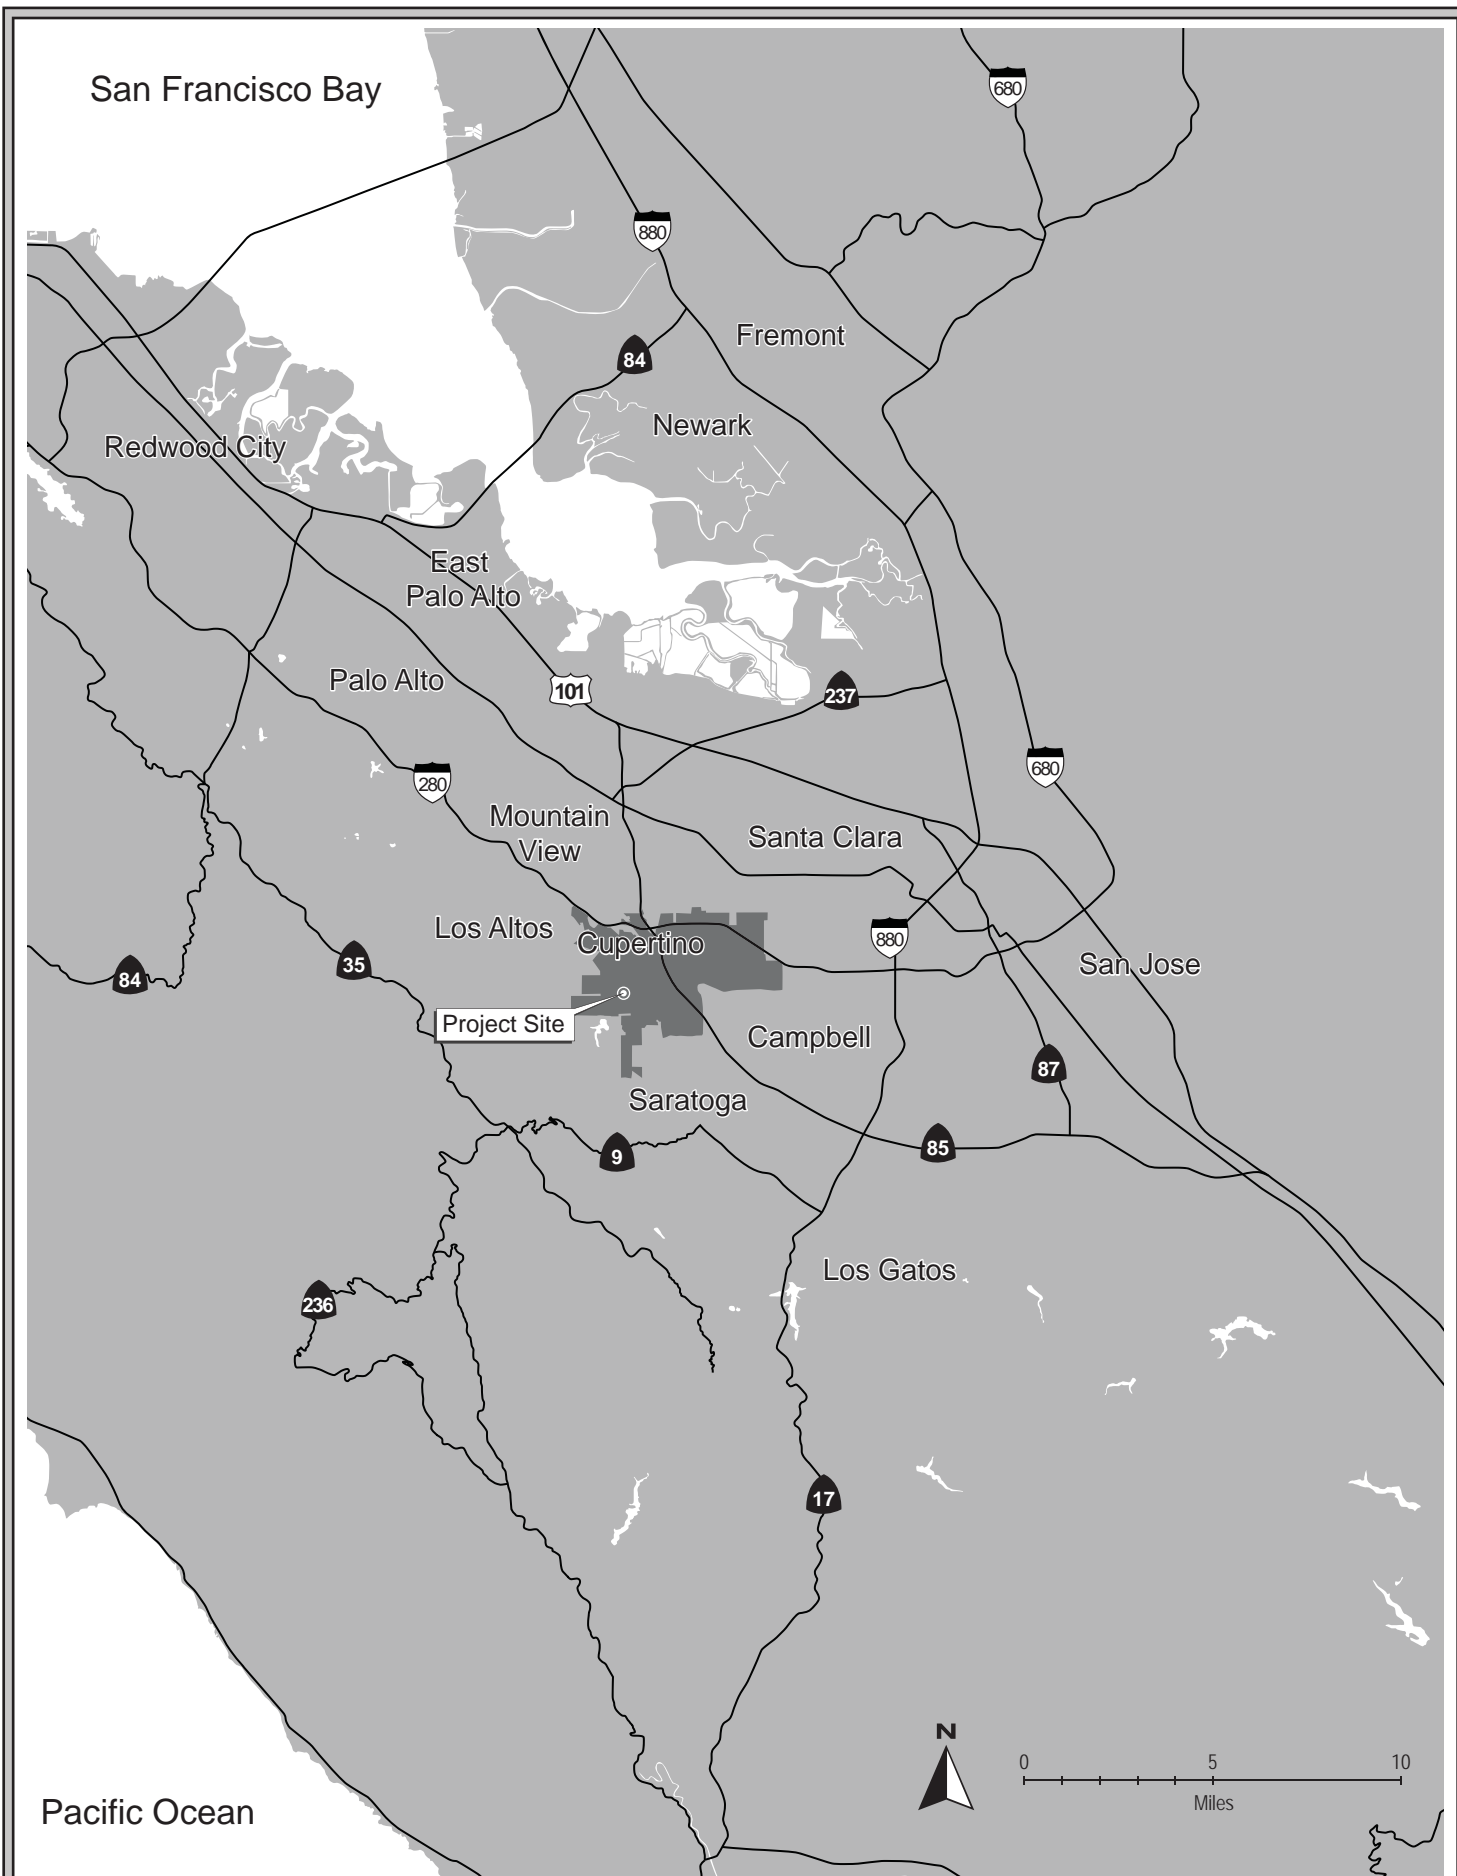 San Francisco Bay
680
880
Fremont
84
Newark
Redwood City
East
Palo Alto
Palo Alto
101
237
680
280
Mountain
View
Santa Clara
Los Altos
Cupertino
880
84
35
San Jose
Project Site
Campbell
87
Saratoga
9
85
Los Gatos
236
17
N
0 5 10
Miles
Pacific Ocean